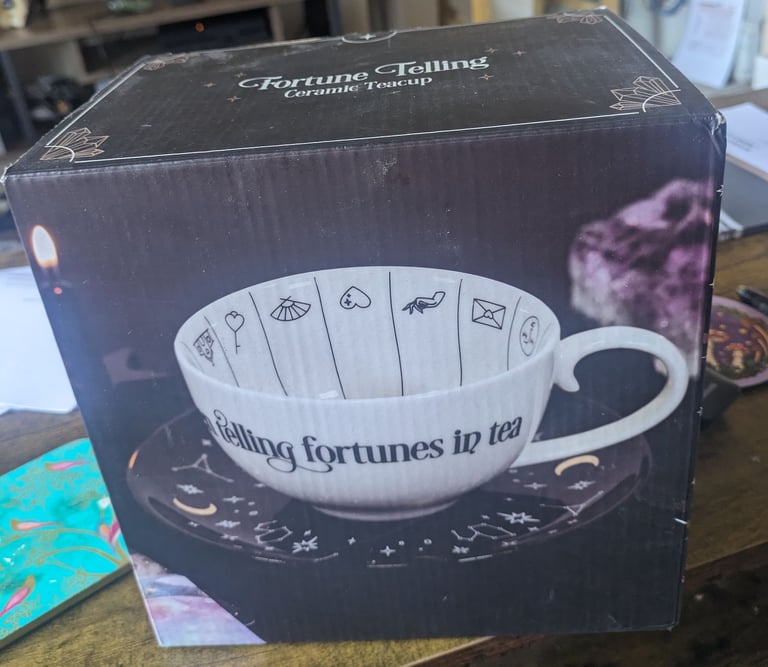 Fortune Telling
Ceramic Teacup
telling fortunes in tea